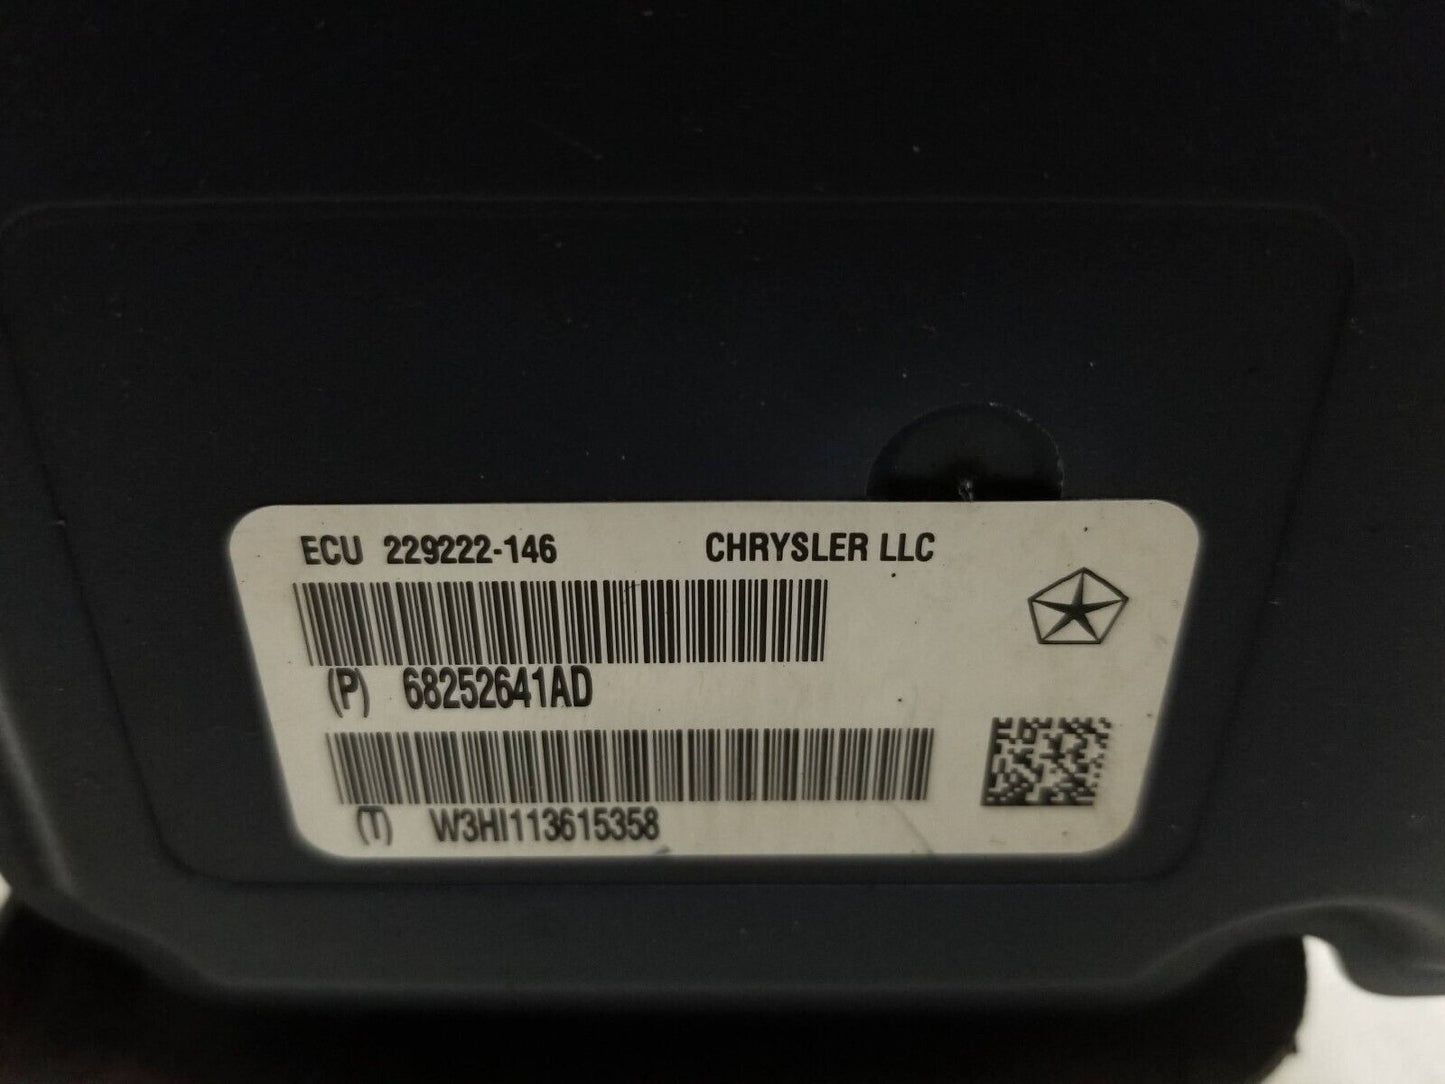 ECU 229222-146 CHRYSLER LLC
(P) 68252641AD
(T) W3HI113615358